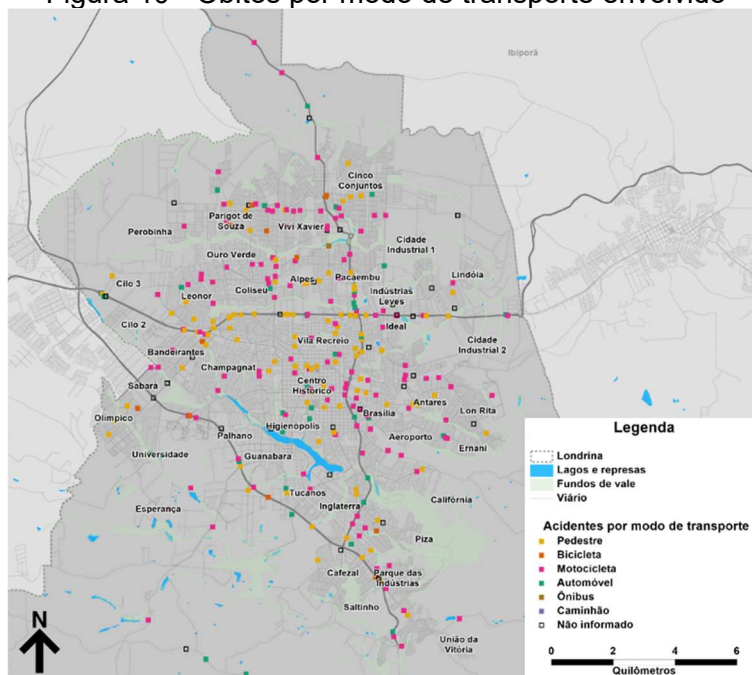 Figura 19 - Óbitos por modo de transporte envolvido
Ibiporã
Cinco
Conjuntos
Parigot de
Souza
Vivi Xavier
Perobinha
Cidade
Industrial 1
Ouro Verde
Cilo 3
Alpes
Pacaembu
Lindóia
Leonor
Coliseu
Indústrias
Leves
Cilo 2
Ideal
Vila Recreio
Cidade
Industrial 2
Bandeirantes
Champagnat
Centro
Histórico
Sabará
Antares
Brasília
Lon Rita
Olímpico
Higienópolis
Palhano
Aeroporto
Ernani
Universidade
Guanabara
Tucanos
Califórnia
Esperança
Inglaterra
Piza
Cafezal
Parque das
Indústrias
Saltinho
União da
Vitória
N
Legenda
Londrina
Lagos e represas
Fundos de vale
Viário
Acidentes por modo de transporte
Pedestre
Bicicleta
Motocicleta
Automóvel
Ônibus
Caminhão
Não informado
0 2 4 6
Quilômetros